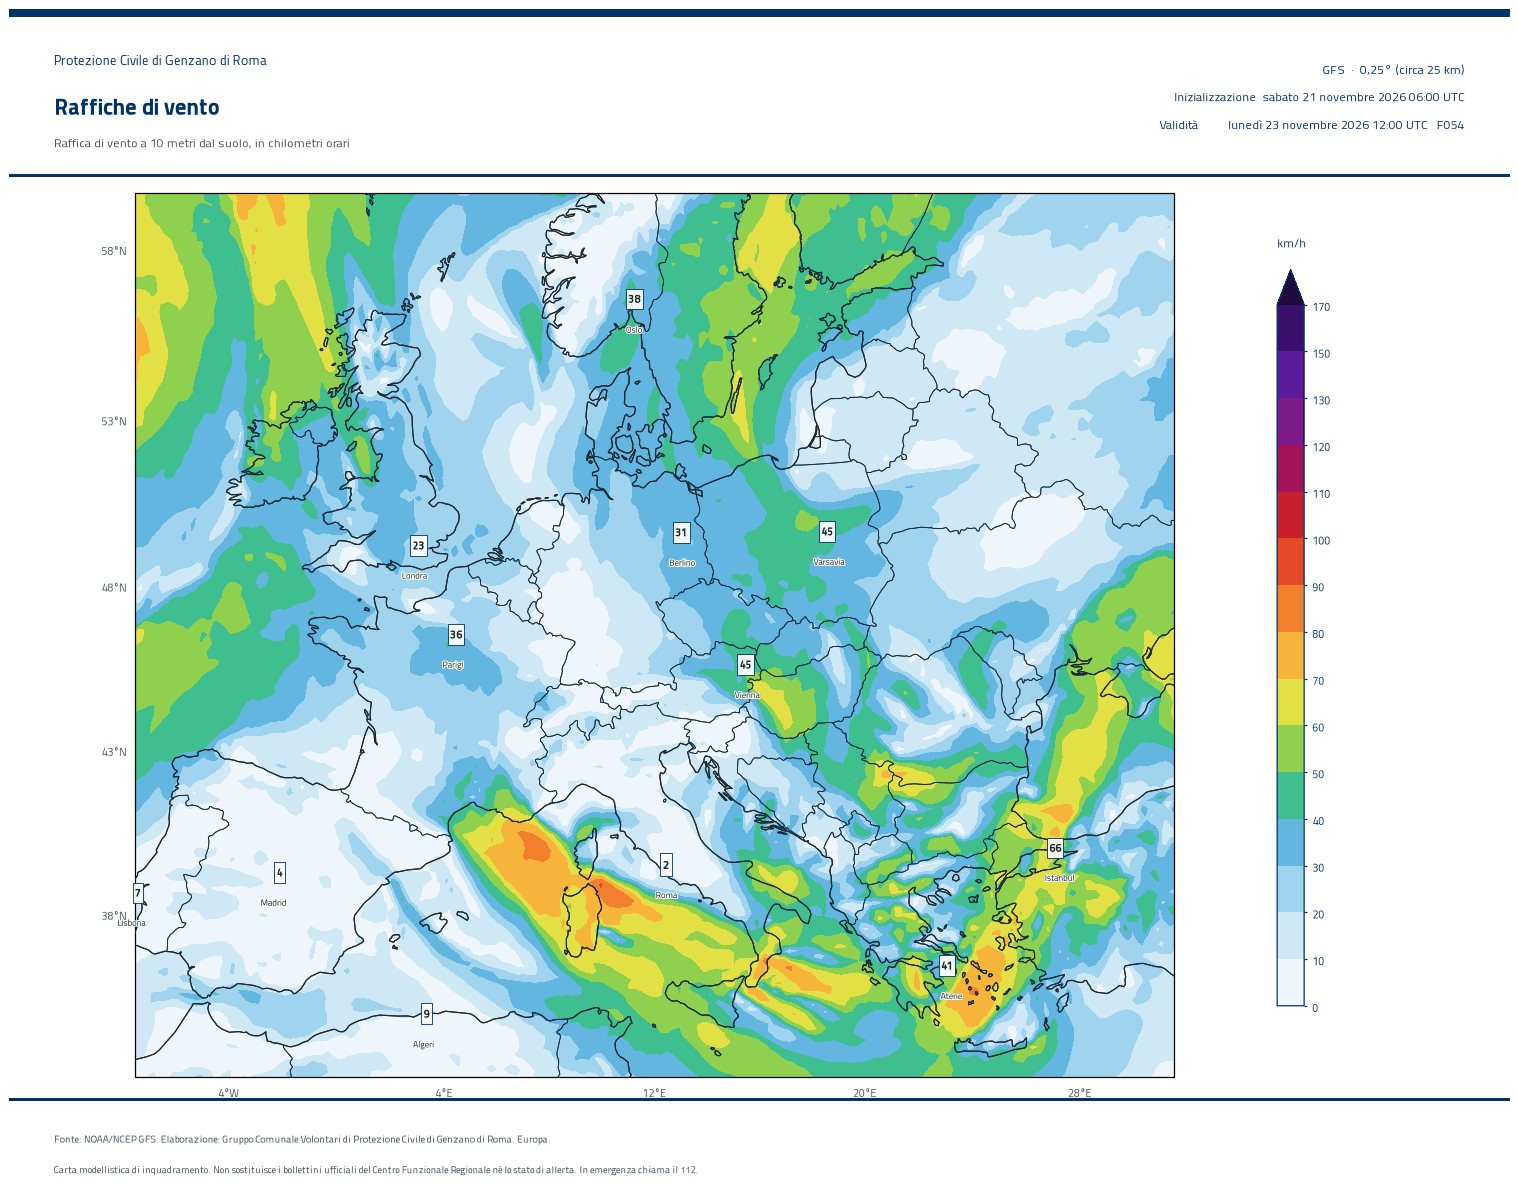 Protezione Civile di Genzano di Roma
Raffiche di vento
Raffica di vento a 10 metri dal suolo, in chilometri orari
GFS · 0,25° (circa 25 km)
Inizializzazione sabato 21 novembre 2026 06:00 UTC
Validità lunedì 23 novembre 2026 12:00 UTC F054
58°N
53°N
48°N
43°N
38°N
4°W
4°E
12°E
20°E
28°E
38
Oslo
23
Londra
31
Berlino
45
Varsavia
36
Parigi
45
Vienna
4
Madrid
7
Lisbona
2
Roma
66
Istanbul
41
Atene
9
Algeri
km/h
170
150
130
120
110
100
90
80
70
60
50
40
30
20
10
0
Fonte: NOAA/NCEP GFS. Elaborazione: Gruppo Comunale Volontari di Protezione Civile di Genzano di Roma. Europa.
Carta modellistica di inquadramento. Non sostituisce i bollettini ufficiali del Centro Funzionale Regionale né lo stato di allerta. In emergenza chiama il 112.